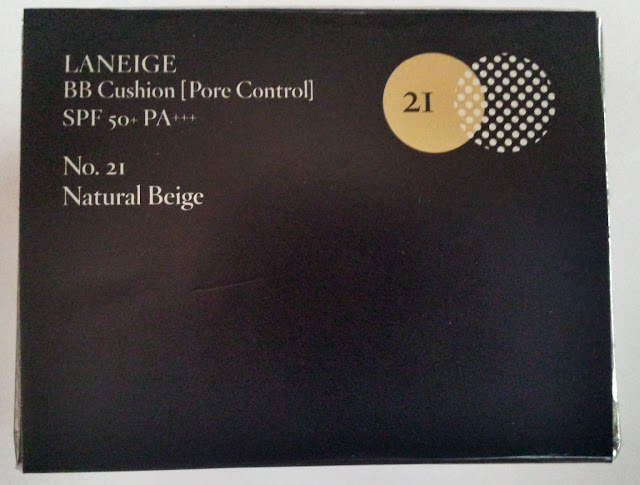 LANEIGE
BB Cushion [Pore Control]
SPF 50+ PA+++
No. 21
Natural Beige
21